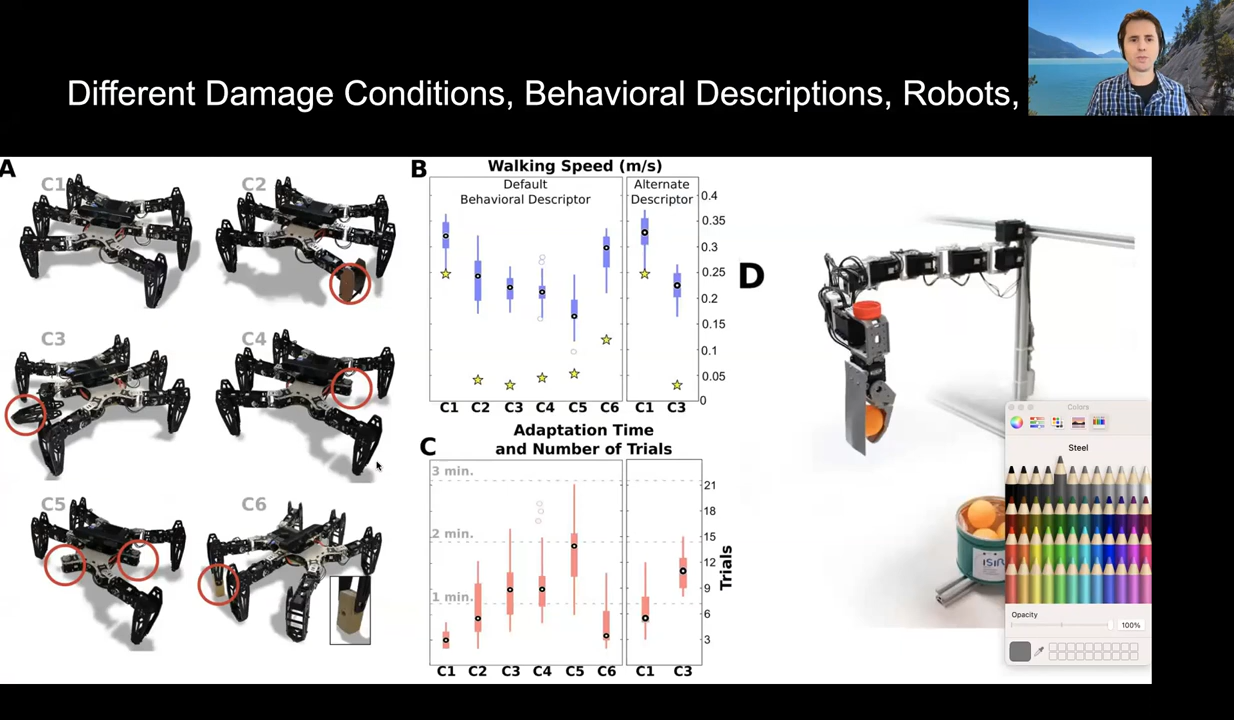 Different Damage Conditions, Behavioral Descriptions, Robots,
A
C1
C2
C3
C4
C5
C6
B
Walking Speed (m/s)
Default
Behavioral Descriptor
Alternate
Descriptor
0.4
0.35
0.3
0.25
0.2
0.15
0.1
0.05
0
C1 C2 C3 C4 C5 C6 C1 C3
C
Adaptation Time
and Number of Trials
3 min.
2 min.
1 min.
21
18
15
12
9
6
3
Trials
C1 C2 C3 C4 C5 C6 C1 C3
D
ISIR
Colors
Steel
Opacity
100%